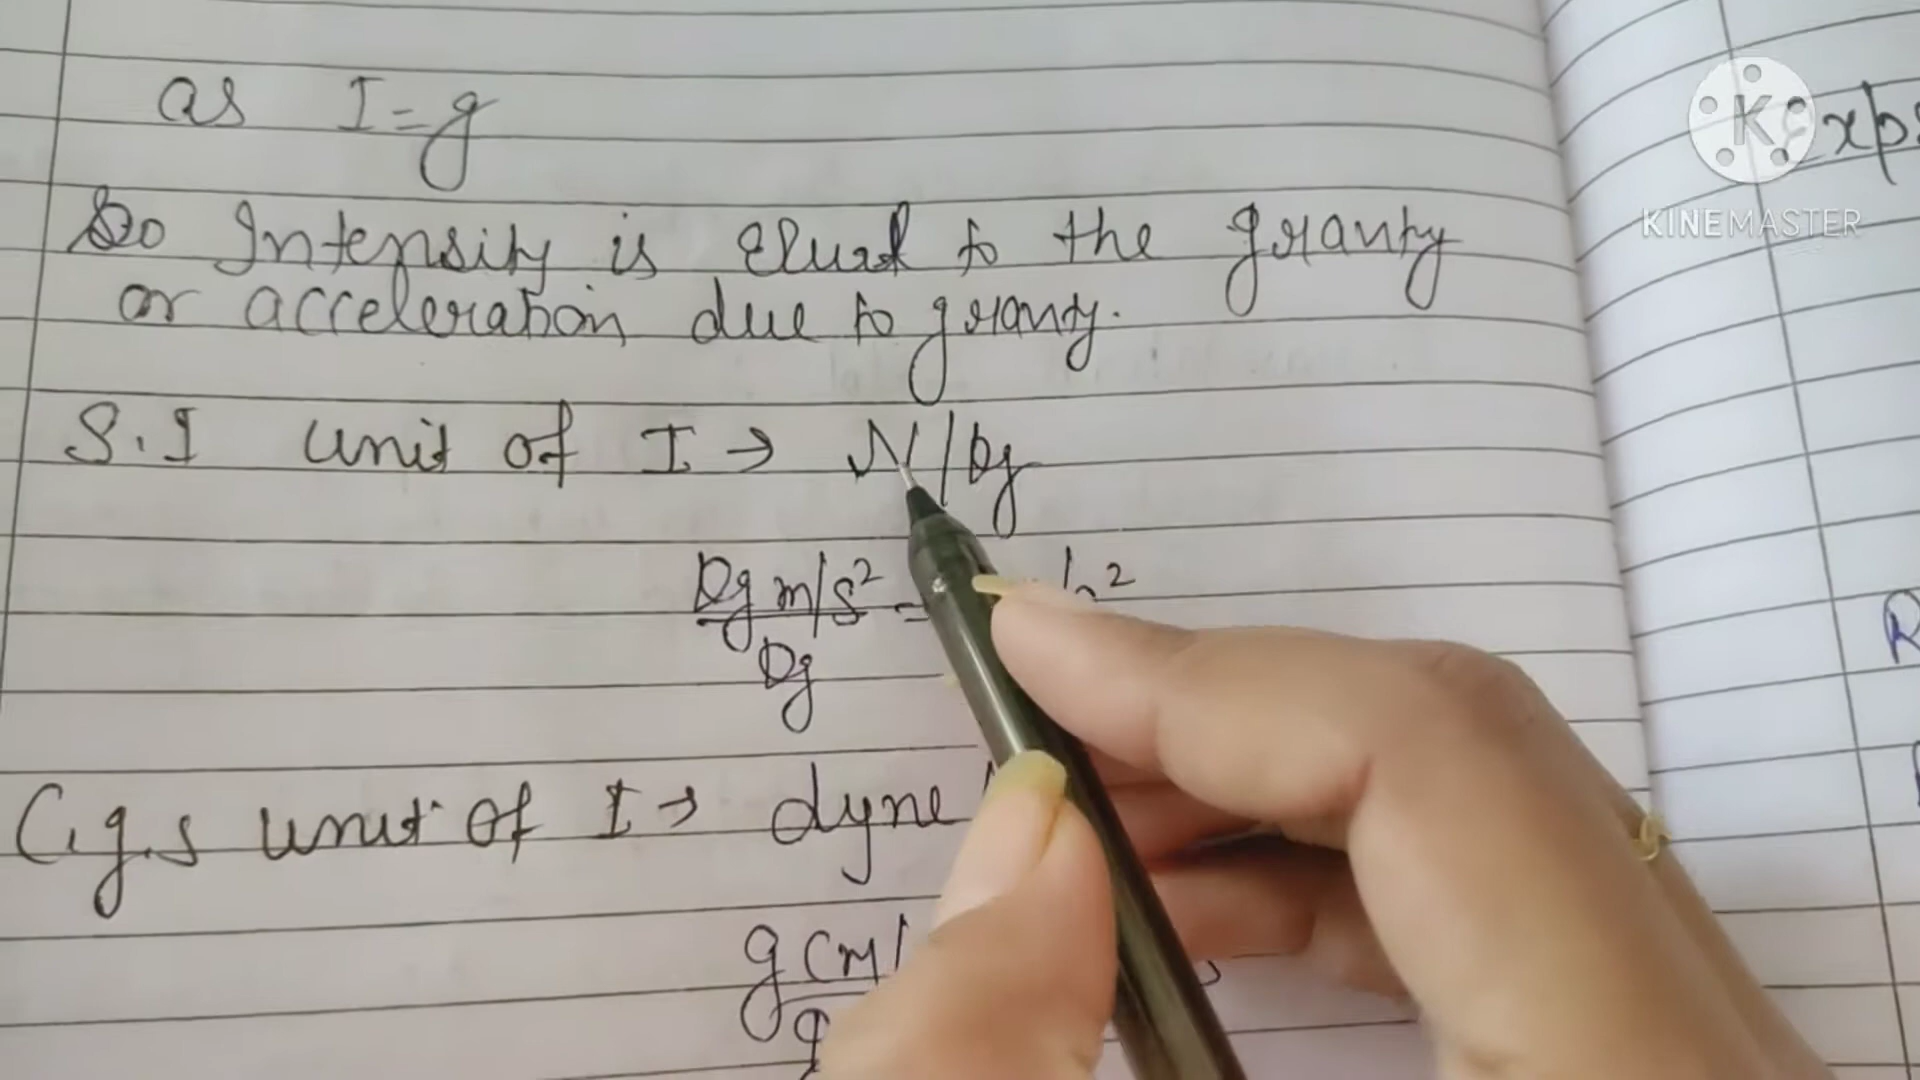 as I = g
So Intensity is equal to the gravity
or acceleration due to gravity.
S.I unit of I → N/kg
kg m/s² =
kg
C.g.s unit of I → dyne
g cm/
g
KINEMASTER